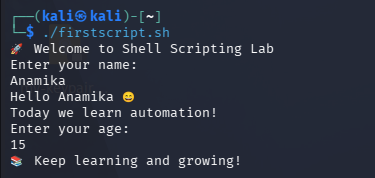 ┌──(kali㉿kali)-[~]
└─$ ./firstscript.sh
🚀 Welcome to Shell Scripting Lab
Enter your name:
Anamika
Hello Anamika 😄
Today we learn automation!
Enter your age:
15
📚 Keep learning and growing!